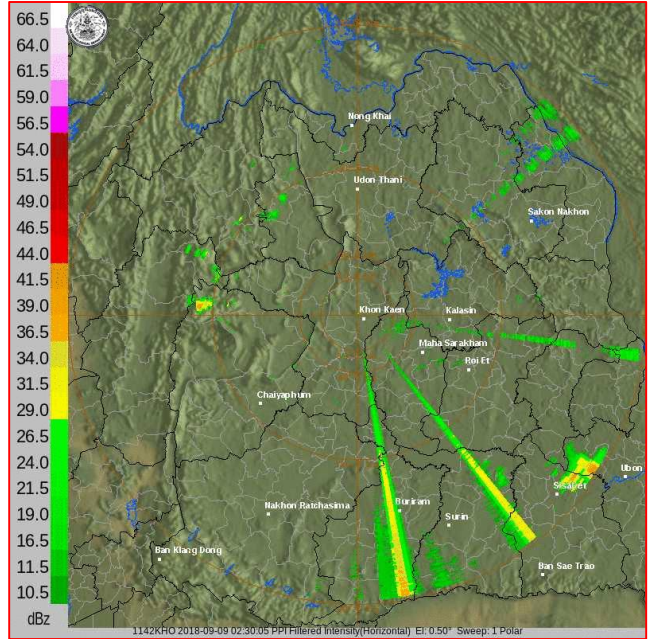 66.5
64.0
61.5
59.0
56.5
54.0
51.5
49.0
46.5
44.0
41.5
39.0
36.5
34.0
31.5
29.0
26.5
24.0
21.5
19.0
16.5
14.0
11.5
10.5
dBz
Nong Khai
Udon Thani
Sakon Nakhon
Khon Kaen
Kalasin
Maha Sarakham
Roi Et
Chaiyaphum
Ubon
Sisaket
Nakhon Ratchasima
Buriram
Surin
Ban Klang Dong
Ban Sae Trao
1142KHO 2018-09-09 02:30:05 PPI Filtered Intensity(Horizontal) El: 0.50° Sweep: 1 Polar